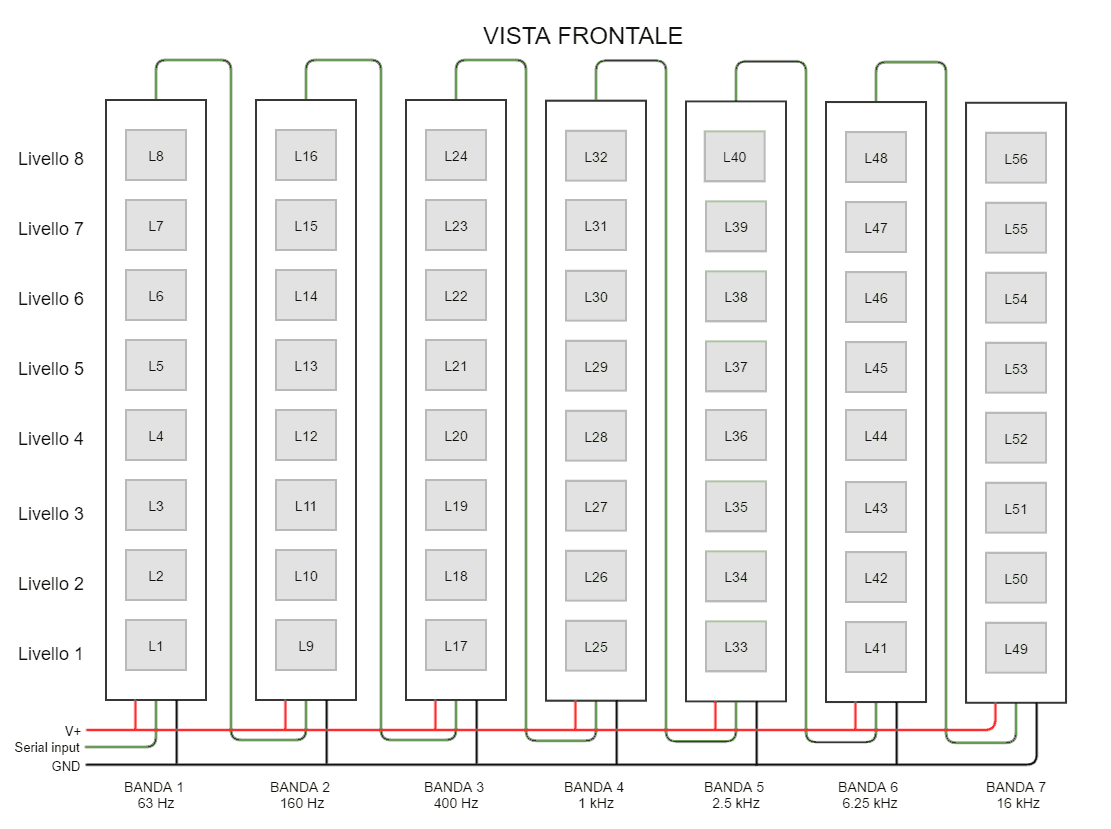 VISTA FRONTALE
Livello 8 L8 L16 L24 L32 L40 L48 L56
Livello 7 L7 L15 L23 L31 L39 L47 L55
Livello 6 L6 L14 L22 L30 L38 L46 L54
Livello 5 L5 L13 L21 L29 L37 L45 L53
Livello 4 L4 L12 L20 L28 L36 L44 L52
Livello 3 L3 L11 L19 L27 L35 L43 L51
Livello 2 L2 L10 L18 L26 L34 L42 L50
Livello 1 L1 L9 L17 L25 L33 L41 L49
V+
Serial input
GND
BANDA 1 BANDA 2 BANDA 3 BANDA 4 BANDA 5 BANDA 6 BANDA 7
63 Hz 160 Hz 400 Hz 1 kHz 2.5 kHz 6.25 kHz 16 kHz